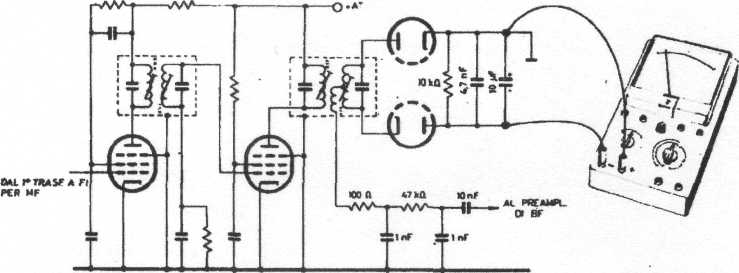 +A"
10 kΩ
4,7 nF
10 µF
+
DAL 1° TRASF. A FI
PER MF
100 Ω
47 kΩ
10 nF
AL PREAMPL.
DI BF
1 nF
1 nF
- +